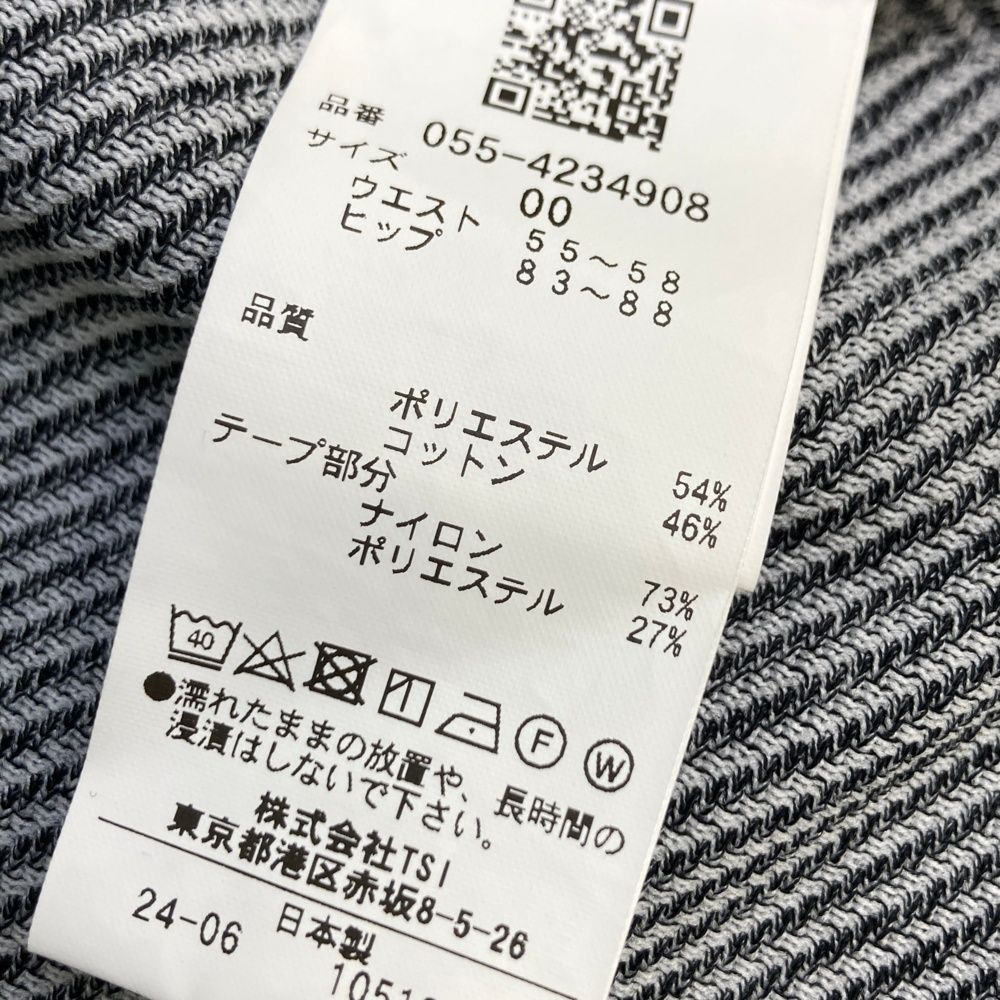 品番 055-4234908
サイズ 00
ウエスト 55～58
ヒップ 83～88
品質
ポリエステル 54%
コットン 46%
テープ部分
ナイロン 73%
ポリエステル 27%
40 F W
●濡れたままの放置や、長時間の
浸漬はしないで下さい。
株式会社TSI
東京都港区赤坂8-5-26
24-06 日本製